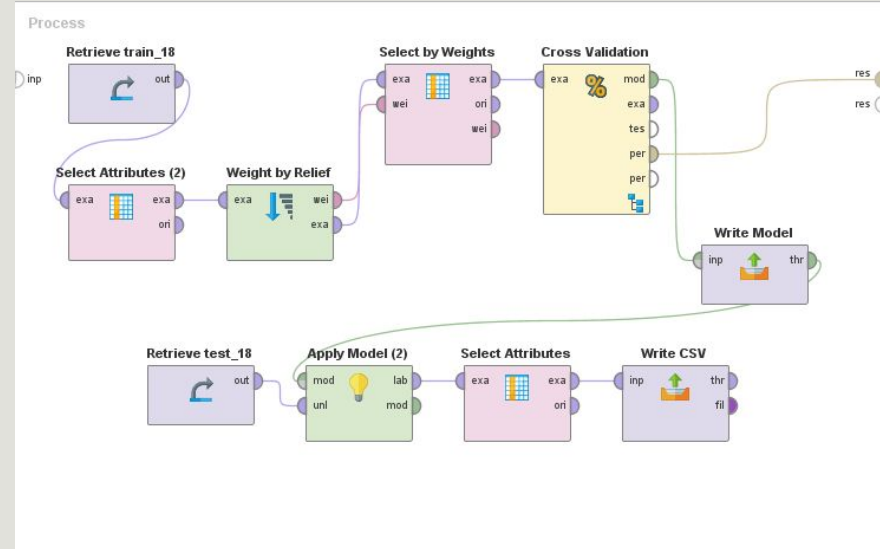 Process
Retrieve train_18
Select by Weights
Cross Validation
inp
out
exa
exa
exa
mod
res
wei
ori
exa
res
wei
tes
per
per
Select Attributes (2)
Weight by Relief
exa
exa
exa
wei
ori
exa
Write Model
inp
thr
Retrieve test_18
Apply Model (2)
Select Attributes
Write CSV
out
mod
lab
exa
exa
inp
thr
unl
mod
ori
fil